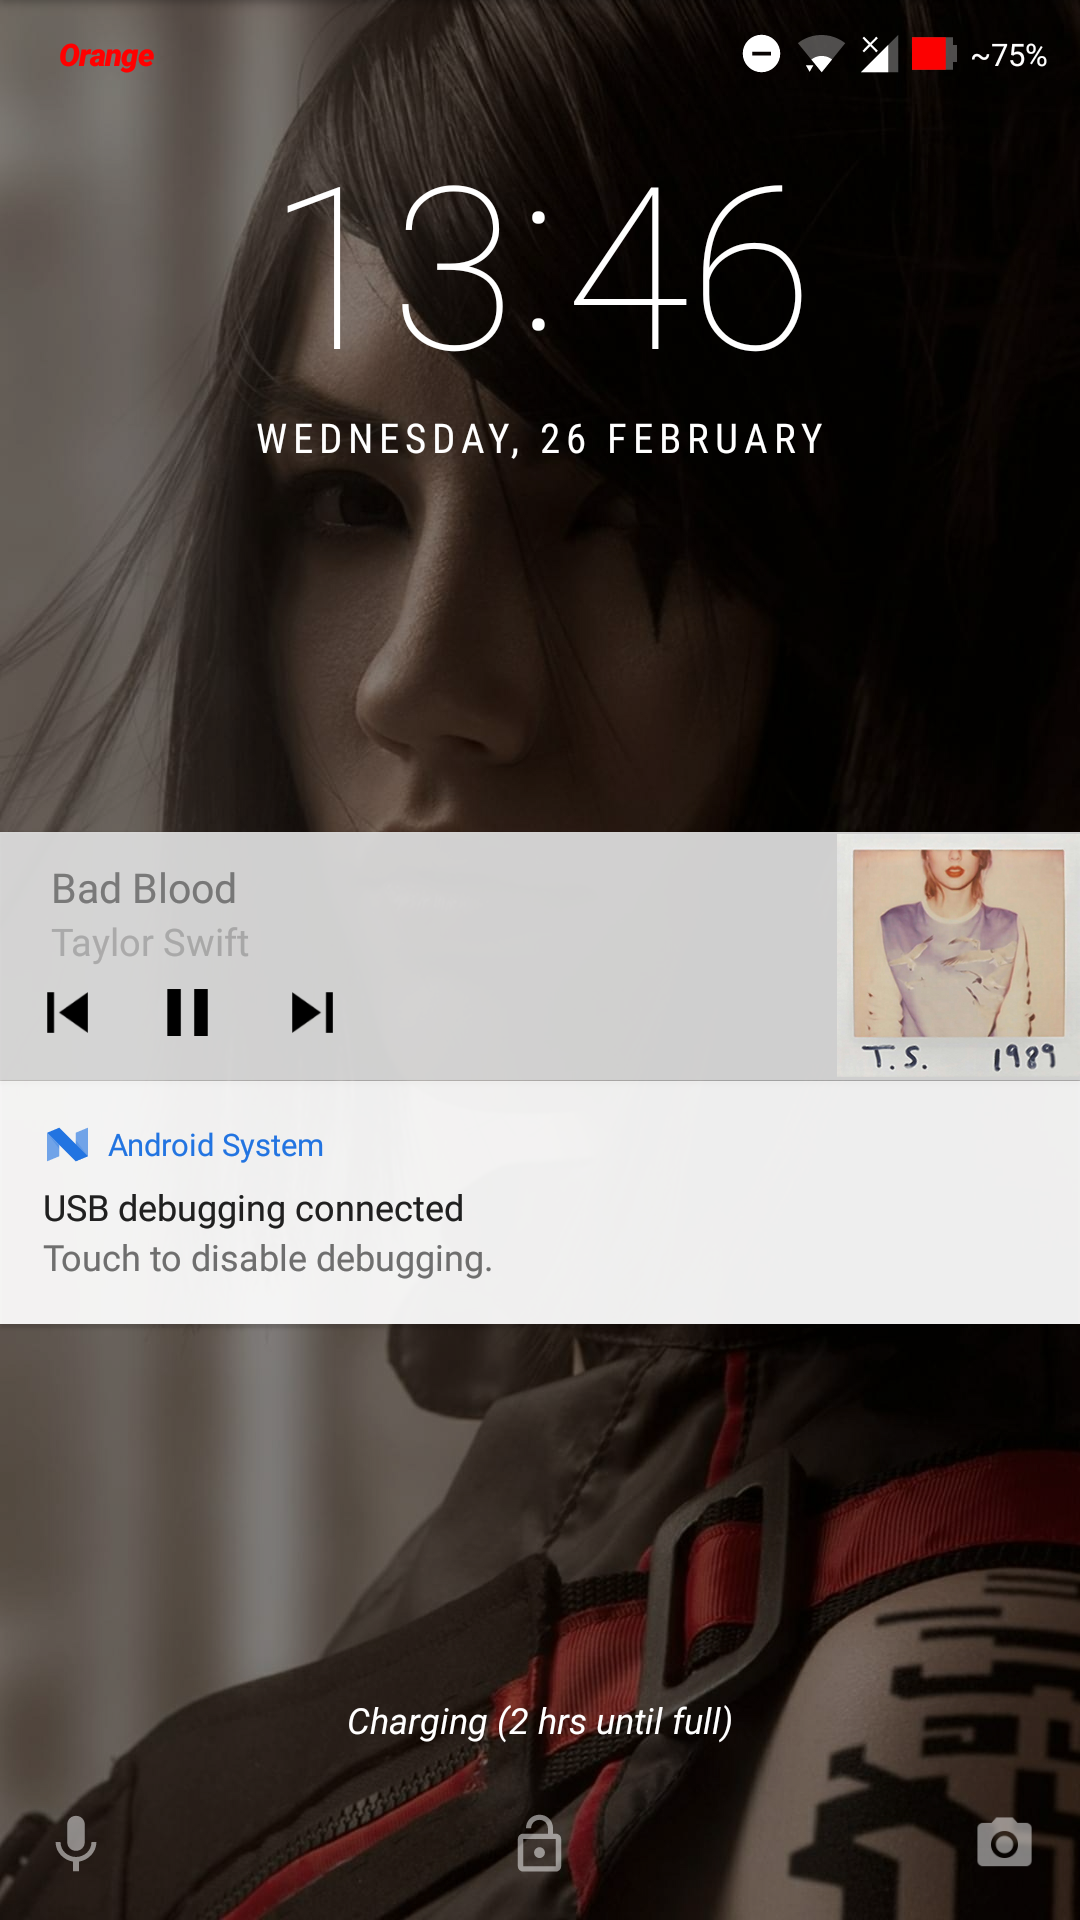 Orange
~75%
13:46
WEDNESDAY, 26 FEBRUARY
Bad Blood
Taylor Swift
T.S. 1989
Android System
USB debugging connected
Touch to disable debugging.
Charging (2 hrs until full)